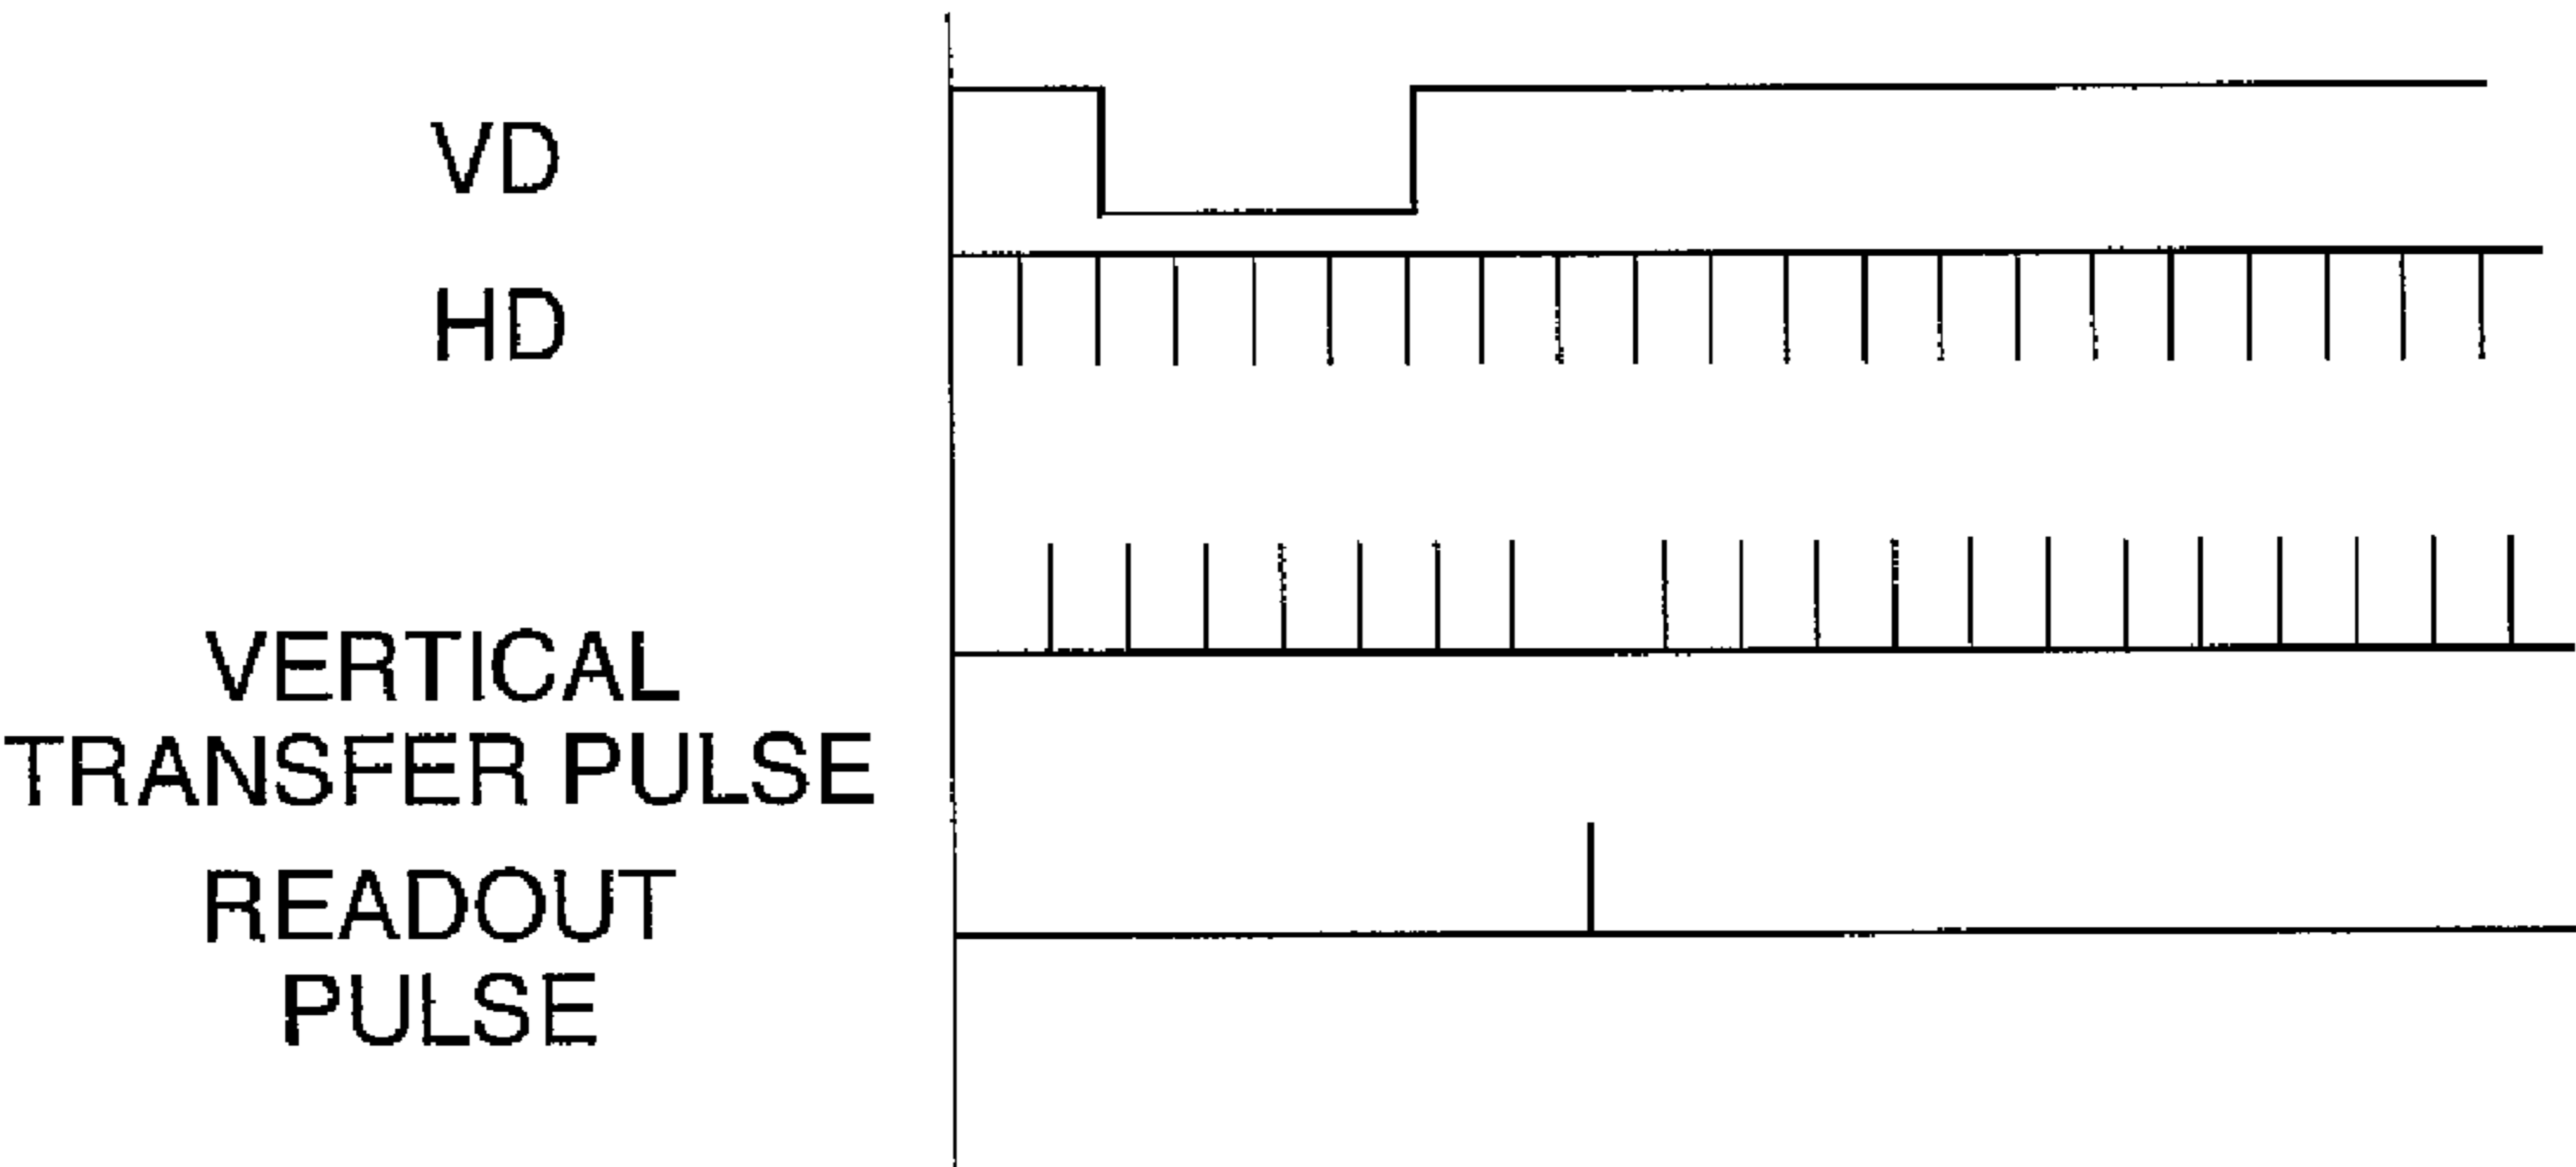 VD
HD
VERTICAL
TRANSFER PULSE
READOUT
PULSE